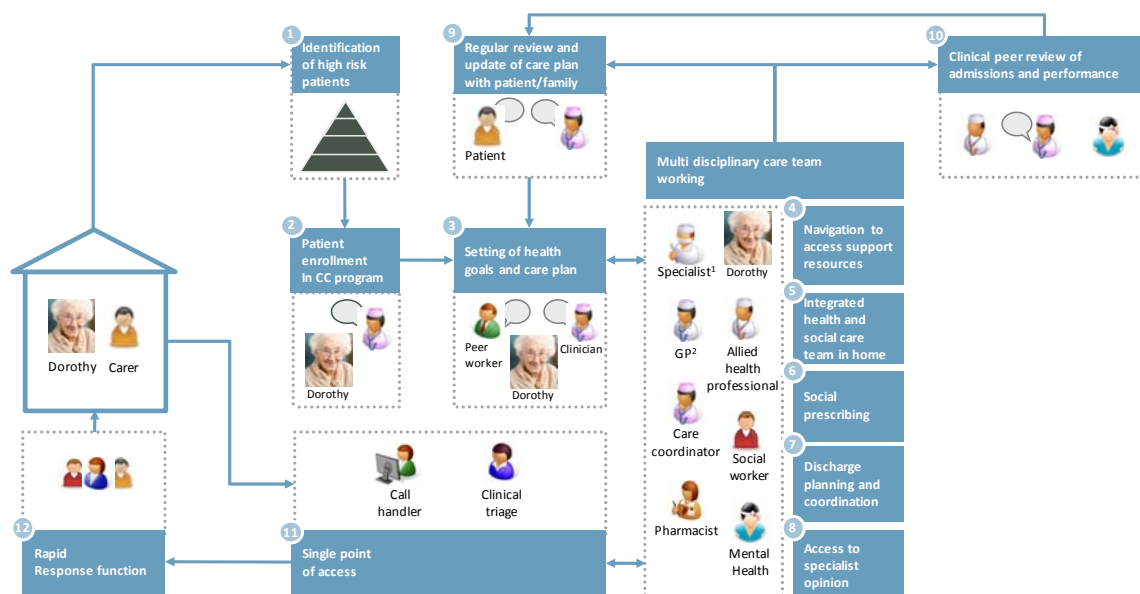 1
Identification
of high risk
patients
9
Regular review and
update of care plan
with patient/family
Patient
10
Clinical peer review of
admissions and performance
Multi disciplinary care team
working
2
Patient
enrollment
In CC program
Dorothy
3
Setting of health
goals and care plan
Peer
worker
Clinician
Dorothy
Specialist¹
Dorothy
GP²
Allied
health
professional
Care
coordinator
Social
worker
Pharmacist
Mental
Health
4
Navigation to
access support
resources
5
Integrated
health and
social care
team in home
6
Social
prescribing
7
Discharge
planning and
coordination
8
Access to
specialist
opinion
Dorothy
Carer
Call
handler
Clinical
triage
12
Rapid
Response function
11
Single point
of access